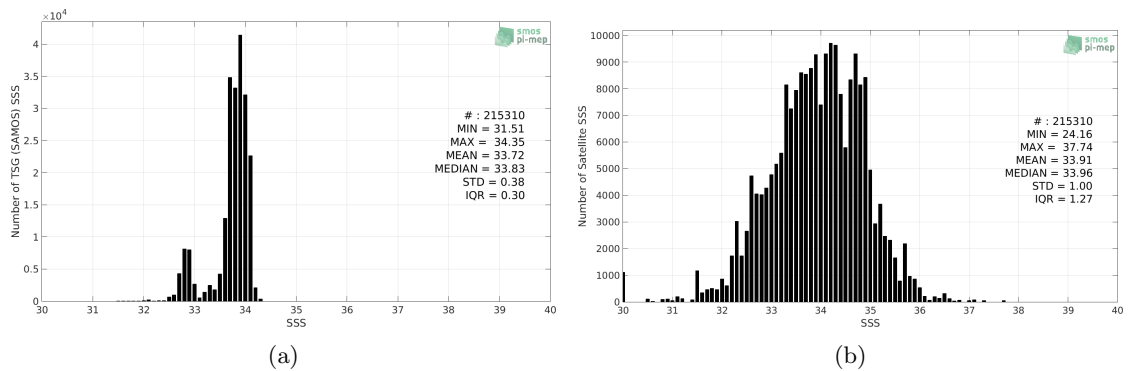 ×10⁴
4
3.5
3
2.5
2
1.5
1
0.5
0
Number of TSG (SAMOS) SSS
30 31 32 33 34 35 36 37 38 39 40
SSS
smos
pi-mep
# : 215310
MIN = 31.51
MAX = 34.35
MEAN = 33.72
MEDIAN = 33.83
STD = 0.38
IQR = 0.30
(a)
10000
9000
8000
7000
6000
5000
4000
3000
2000
1000
0
Number of Satellite SSS
30 31 32 33 34 35 36 37 38 39 40
SSS
smos
pi-mep
# : 215310
MIN = 24.16
MAX = 37.74
MEAN = 33.91
MEDIAN = 33.96
STD = 1.00
IQR = 1.27
(b)